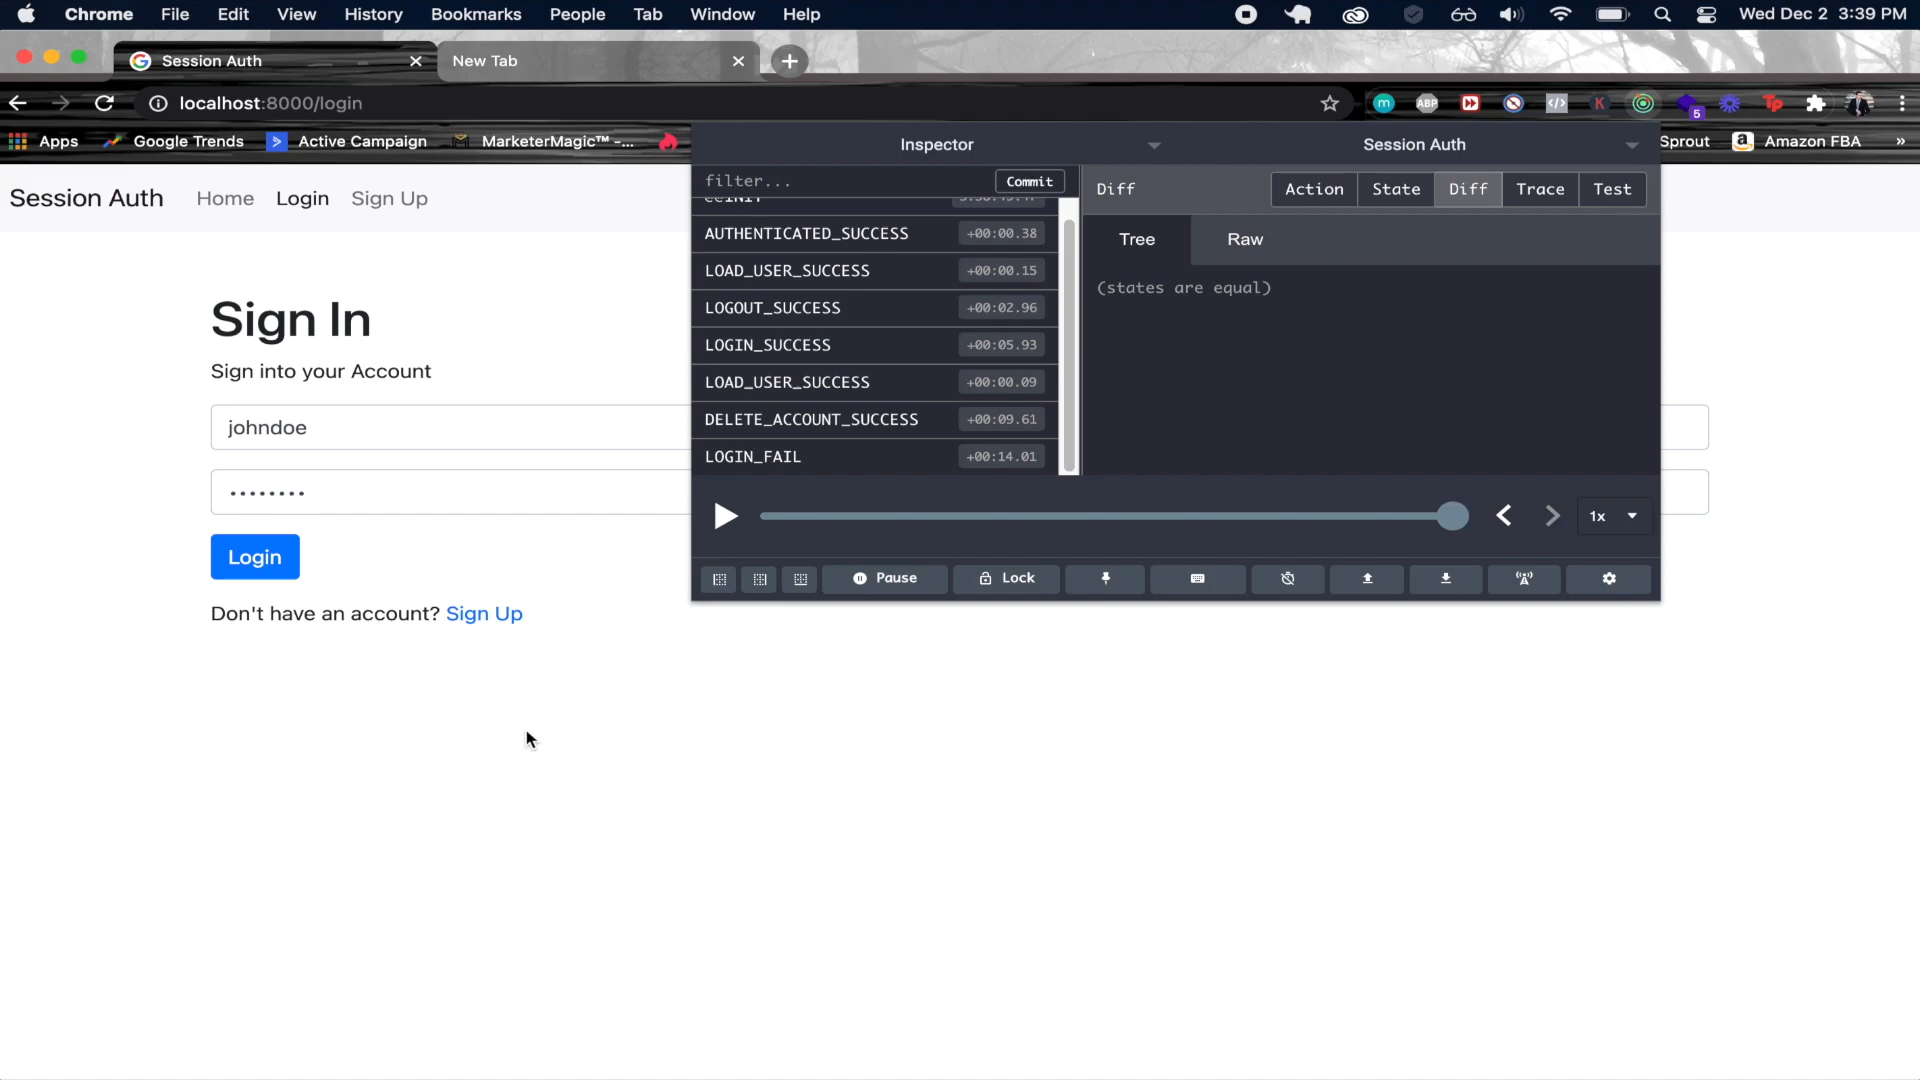 Chrome File Edit View History Bookmarks People Tab Window Help Wed Dec 2 3:39 PM
Session Auth New Tab
localhost:8000/login
m ABP K 5 Tp
Apps Google Trends Active Campaign MarketerMagic™ -... Sprout Amazon FBA »
Inspector Session Auth
Session Auth Home Login Sign Up
filter... Commit
Diff Action State Diff Trace Test
@@INIT
Tree Raw
AUTHENTICATED_SUCCESS +00:00.38
LOAD_USER_SUCCESS +00:00.15
LOGOUT_SUCCESS +00:02.96
LOGIN_SUCCESS +00:05.93
LOAD_USER_SUCCESS +00:00.09
DELETE_ACCOUNT_SUCCESS +00:09.61
LOGIN_FAIL +00:14.01
(states are equal)
1x
Pause Lock
Sign In
Sign into your Account
johndoe
••••••••
Login
Don't have an account? Sign Up